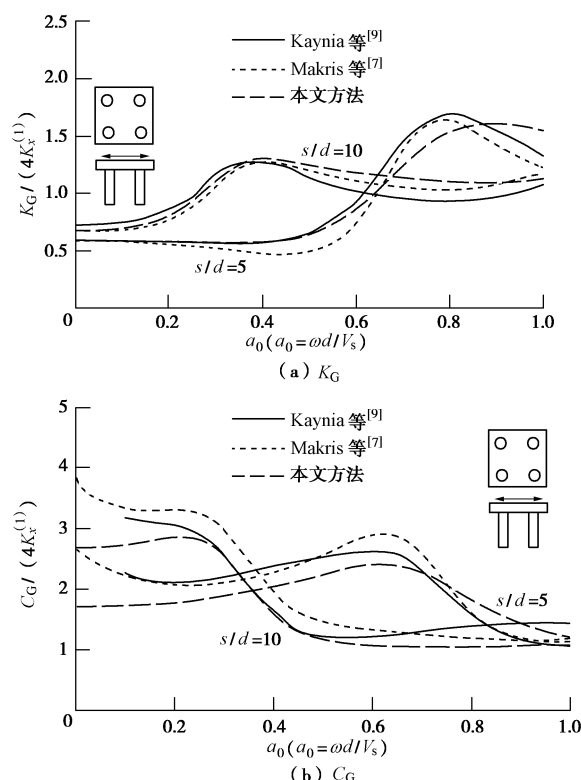 2.5
2.0
1.5
1.0
0.5
0
0.2
0.4
0.6
0.8
1.0
K_G/(4K_x^(1))
Kaynia 等[9]
Makris 等[7]
本文方法
s/d=10
s/d=5
a_0(a_0=ωd/V_s)
(a) K_G
5
4
3
2
1
0
0.2
0.4
0.6
0.8
1.0
C_G/(4K_x^(1))
Kaynia 等[9]
Makris 等[7]
本文方法
s/d=5
s/d=10
a_0(a_0=ωd/V_s)
(b) C_G